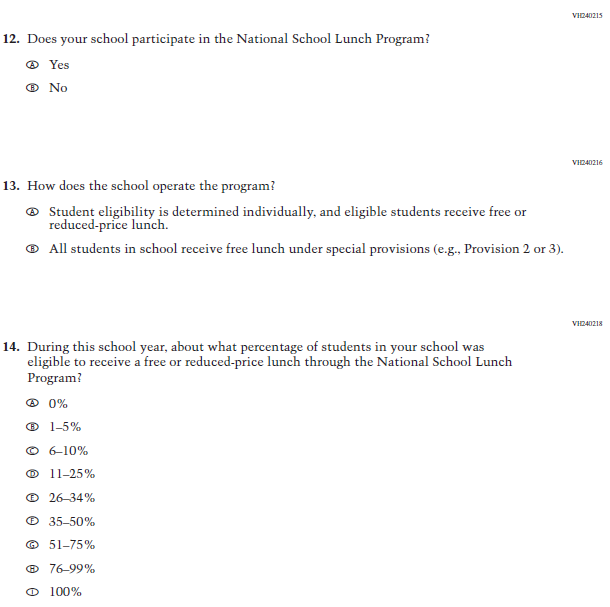 VH240215
12. Does your school participate in the National School Lunch Program?
Ⓐ Yes
Ⓑ No
VH240216
13. How does the school operate the program?
Ⓐ Student eligibility is determined individually, and eligible students receive free or
reduced-price lunch.
Ⓑ All students in school receive free lunch under special provisions (e.g., Provision 2 or 3).
VH240218
14. During this school year, about what percentage of students in your school was
eligible to receive a free or reduced-price lunch through the National School Lunch
Program?
Ⓐ 0%
Ⓑ 1–5%
Ⓒ 6–10%
Ⓓ 11–25%
Ⓔ 26–34%
Ⓕ 35–50%
Ⓖ 51–75%
Ⓗ 76–99%
Ⓘ 100%